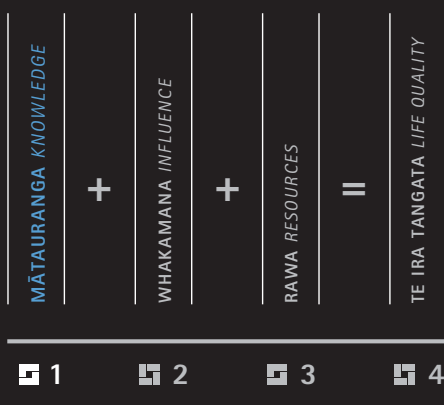 MĀTAURANGA KNOWLEDGE
+
WHAKAMANA INFLUENCE
+
RAWA RESOURCES
=
TE IRA TANGATA LIFE QUALITY
1
2
3
4